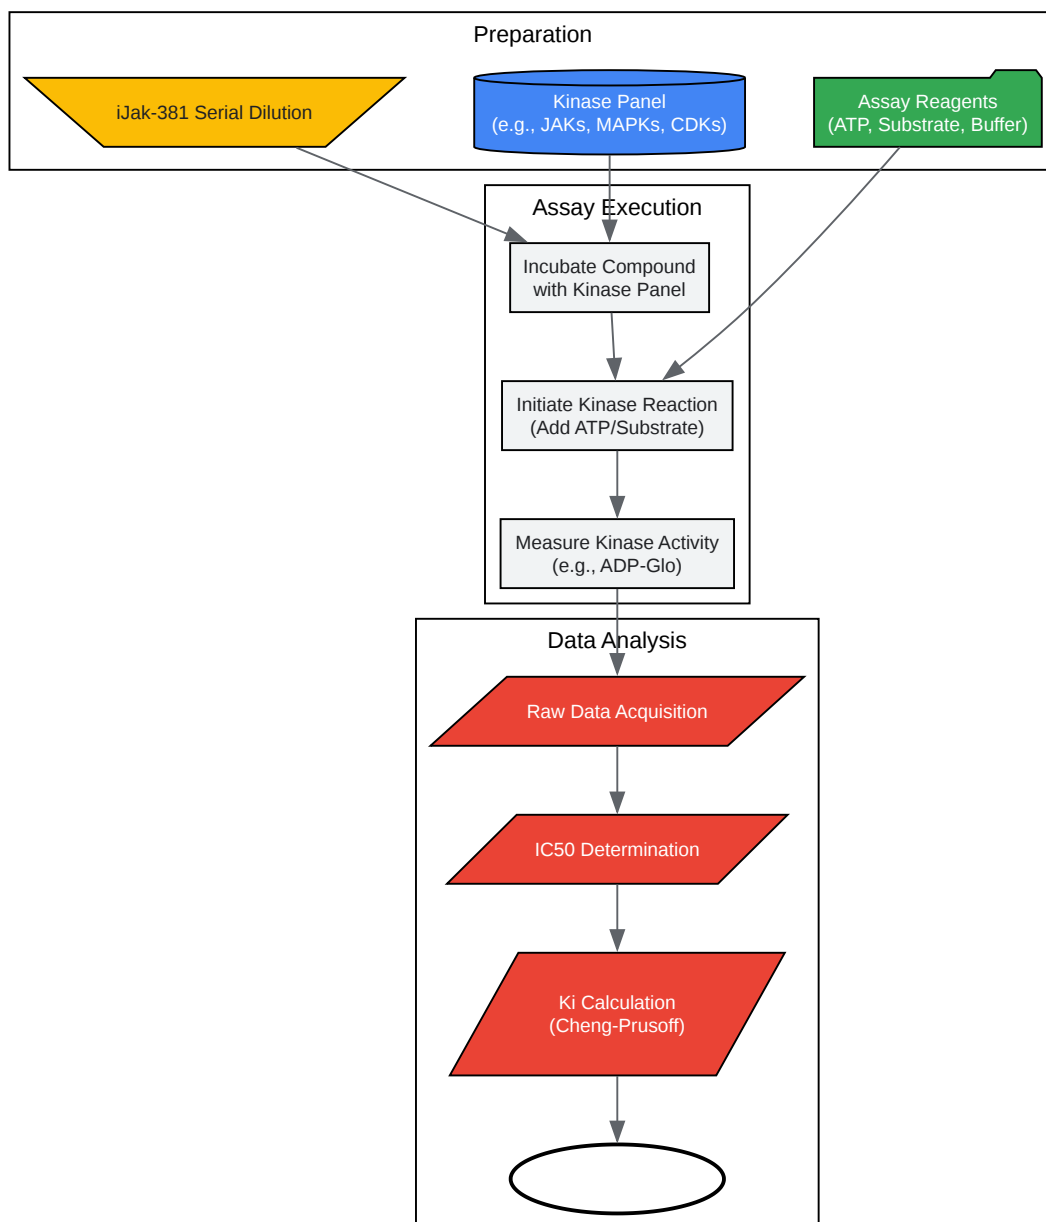 Preparation
iJak-381 Serial Dilution
Kinase Panel
(e.g., JAKs, MAPKs, CDKs)
Assay Reagents
(ATP, Substrate, Buffer)
Assay Execution
Incubate Compound
with Kinase Panel
Initiate Kinase Reaction
(Add ATP/Substrate)
Measure Kinase Activity
(e.g., ADP-Glo)
Data Analysis
Raw Data Acquisition
IC50 Determination
Ki Calculation
(Cheng-Prusoff)